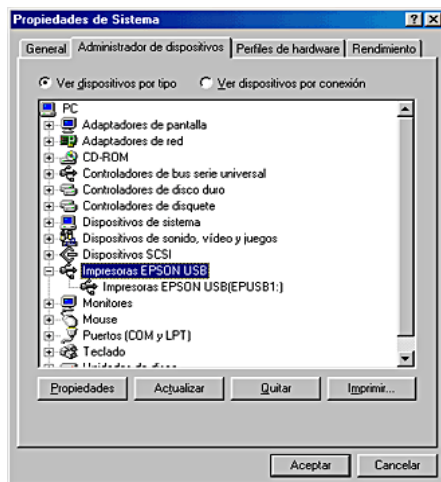 Propiedades de Sistema
General Administrador de dispositivos Perfiles de hardware Rendimiento
Ver dispositivos por tipo Ver dispositivos por conexión
PC
Adaptadores de pantalla
Adaptadores de red
CD-ROM
Controladores de bus serie universal
Controladores de disco duro
Controladores de disquete
Dispositivos de sistema
Dispositivos de sonido, vídeo y juegos
Dispositivos SCSI
Impresoras EPSON USB
Impresoras EPSON USB(EPUSB1:)
Monitores
Mouse
Puertos (COM y LPT)
Teclado
Propiedades Actualizar Quitar Imprimir...
Aceptar Cancelar